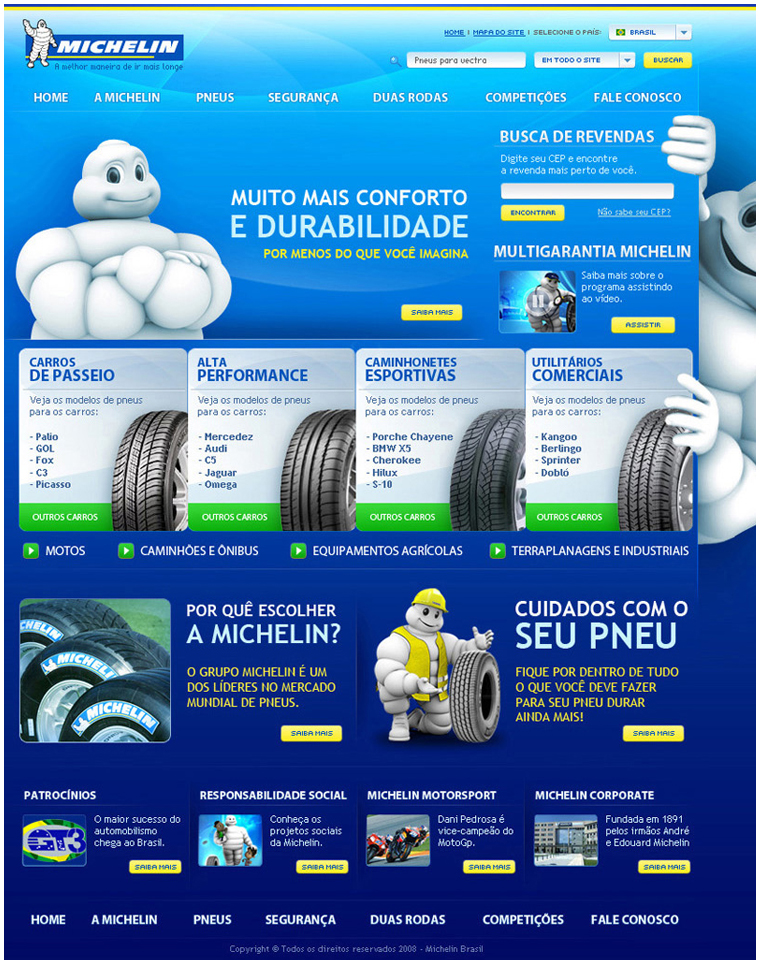 HOME | MAPA DO SITE | SELECIONE O PAÍS: BRASIL
MICHELIN
A melhor maneira de ir mais longe
Pneus para vectra EM TODO O SITE BUSCAR
HOME A MICHELIN PNEUS SEGURANÇA DUAS RODAS COMPETIÇÕES FALE CONOSCO
MUITO MAIS CONFORTO
E DURABILIDADE
POR MENOS DO QUE VOCÊ IMAGINA
SAIBA MAIS
BUSCA DE REVENDAS
Digite seu CEP e encontre
a revenda mais perto de você.
ENCONTRAR Não sabe seu CEP?
MULTIGARANTIA MICHELIN
Saiba mais sobre o
programa assistindo
ao vídeo.
ASSISTIR
CARROS
DE PASSEIO
Veja os modelos de pneus
para os carros:
- Palio
- GOL
- Fox
- C3
- Picasso
OUTROS CARROS
ALTA
PERFORMANCE
Veja os modelos de pneus
para os carros:
- Mercedez
- Audi
- C5
- Jaguar
- Omega
OUTROS CARROS
CAMINHONETES
ESPORTIVAS
Veja os modelos de pneus
para os carros:
- Porche Chayene
- BMW X5
- Cherokee
- Hilux
- S-10
OUTROS CARROS
UTILITÁRIOS
COMERCIAIS
Veja os modelos de pneus
para os carros:
- Kangoo
- Berlingo
- Sprinter
- Dobló
OUTROS CARROS
MOTOS CAMINHÕES E ÔNIBUS EQUIPAMENTOS AGRÍCOLAS TERRAPLANAGENS E INDUSTRIAIS
MICHELIN
MICHELIN
MICHELIN
POR QUÊ ESCOLHER
A MICHELIN?
O GRUPO MICHELIN É UM
DOS LÍDERES NO MERCADO
MUNDIAL DE PNEUS.
SAIBA MAIS
CUIDADOS COM O
SEU PNEU
FIQUE POR DENTRO DE TUDO
O QUE VOCÊ DEVE FAZER
PARA SEU PNEU DURAR
AINDA MAIS!
SAIBA MAIS
PATROCÍNIOS
GT3
O maior sucesso do
automobilismo
chega ao Brasil.
SAIBA MAIS
RESPONSABILIDADE SOCIAL
Conheça os
projetos sociais
da Michelin.
SAIBA MAIS
MICHELIN MOTORSPORT
Dani Pedrosa é
vice-campeão do
MotoGp.
SAIBA MAIS
MICHELIN CORPORATE
Fundada em 1891
pelos irmãos André
e Edouard Michelin
SAIBA MAIS
HOME A MICHELIN PNEUS SEGURANÇA DUAS RODAS COMPETIÇÕES FALE CONOSCO
Copyright © Todos os direitos reservados 2008 - Michelin Brasil